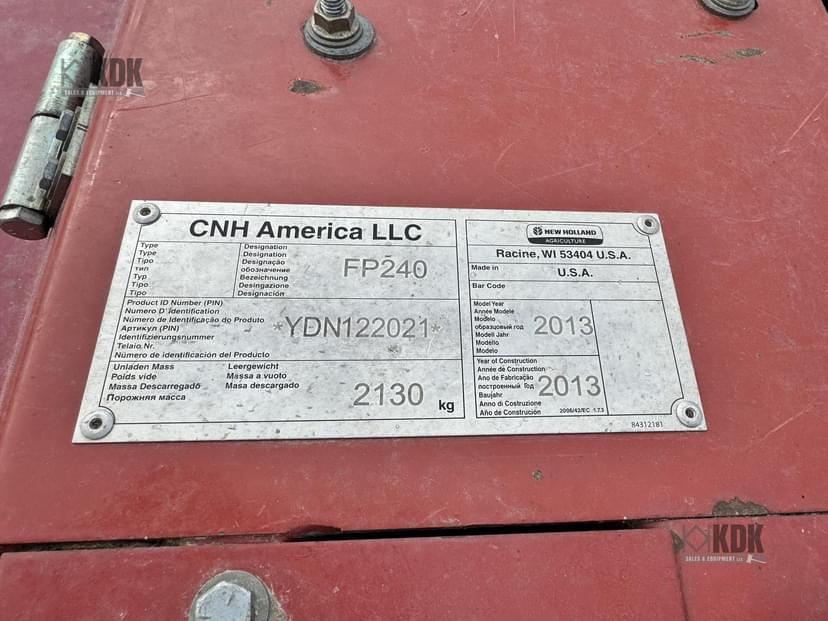 KDK
SALES & EQUIPMENT LLC
CNH America LLC
Type
Type
Tipo
тип
Typ
Tipo
Tipo
Designation
Designation
Designação
обозначение
Bezeichnung
Desingazione
Designación
FP240
Product ID Number (PIN)
Numero D´identification
Número de Identificação do Produto
Артикул (PIN)
Identifizierungsnummer
Telaio, Nr.
Número de identificación del Producto
*YDN122021*
Unladen Mass
Poids vide
Massa Descarregado
Порожняя масса
Leergewicht
Massa a vuoto
Masa descargado
2130 kg
NEW HOLLAND
AGRICULTURE
Racine, WI 53404 U.S.A.
Made in
U.S.A.
Bar Code
Model Year
Année Modele
Modelo
образцовый год
Modell Jahr
Modello
Modelo
2013
Year of Construction
Année de Construction
Ano de Fabricação
построенный год
Baujahr
Anno di Costruzione
Año de Construción
2013
2006/42/EC 1.7.3
84312181
KDK
SALES & EQUIPMENT LLC